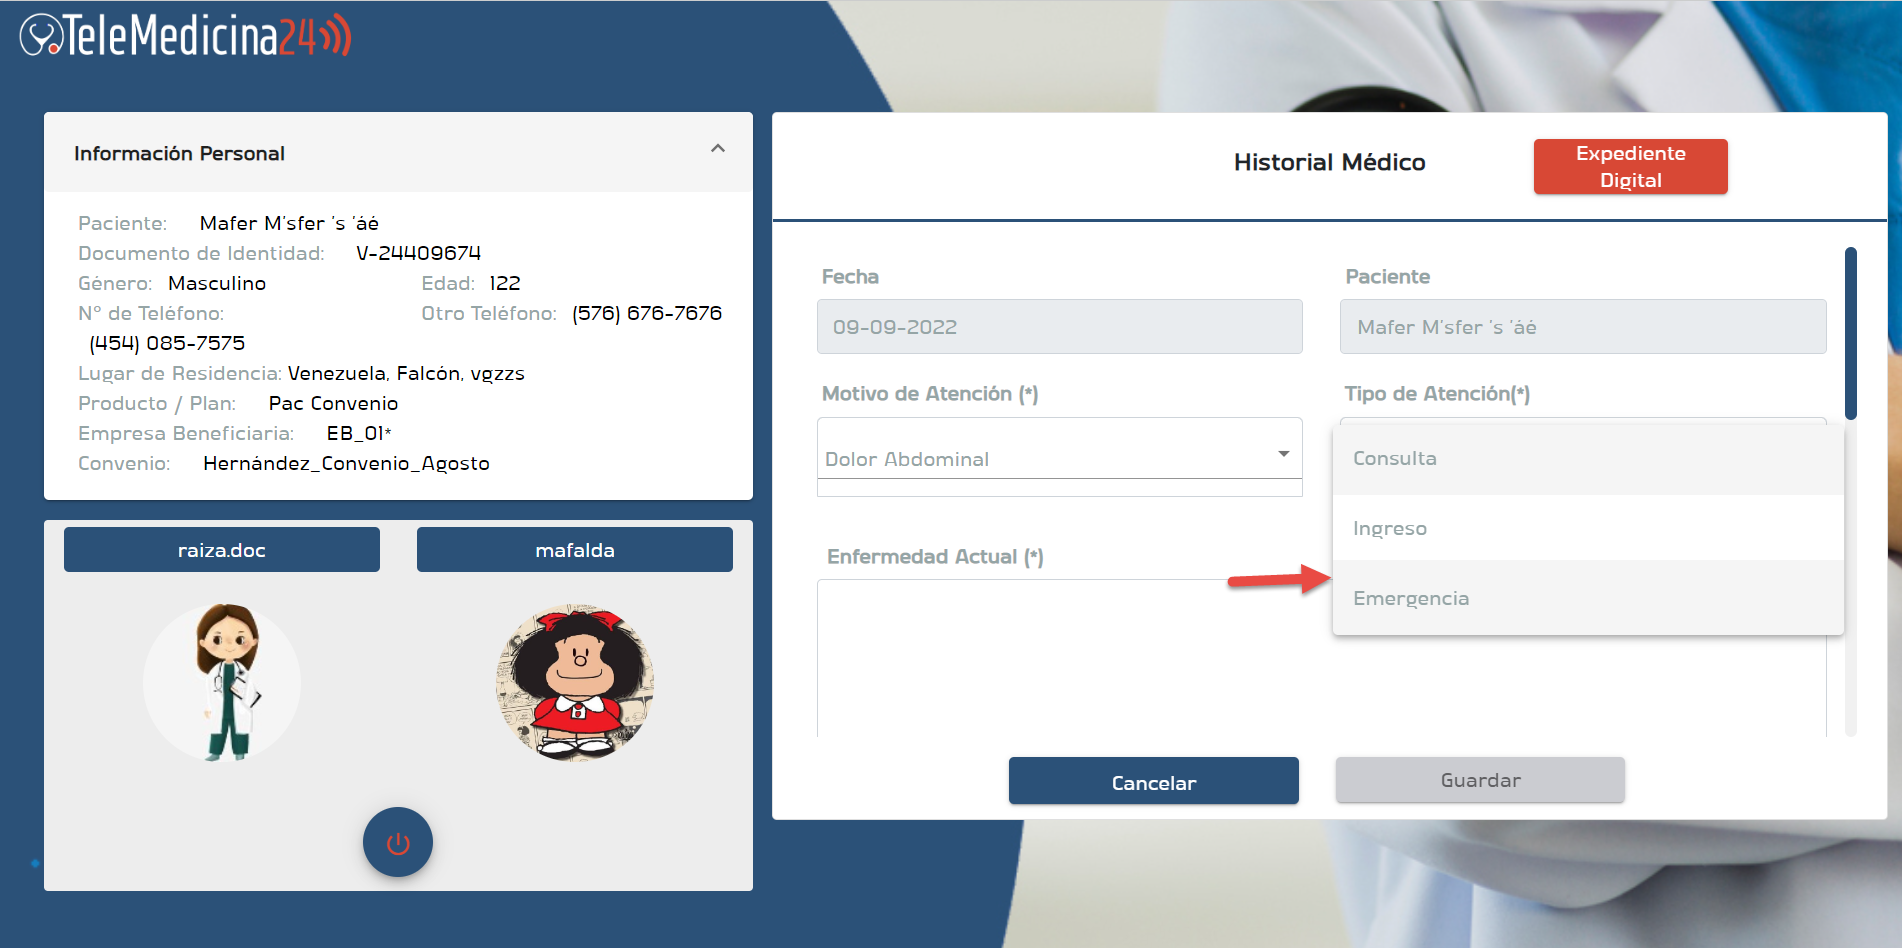 TeleMedicina24
Información Personal
Paciente: Mafer M'sfer 's 'áé
Documento de Identidad: V-24409674
Género: Masculino Edad: 122
N° de Teléfono: Otro Teléfono: (576) 676-7676
(454) 085-7575
Lugar de Residencia: Venezuela, Falcón, vgzzs
Producto / Plan: Pac Convenio
Empresa Beneficiaria: EB_01*
Convenio: Hernández_Convenio_Agosto
raiza.doc
mafalda
Historial Médico
Expediente
Digital
Fecha
Paciente
09-09-2022
Mafer M'sfer 's 'áé
Motivo de Atención (*)
Tipo de Atención(*)
Dolor Abdominal
Consulta
Ingreso
Emergencia
Enfermedad Actual (*)
Cancelar
Guardar